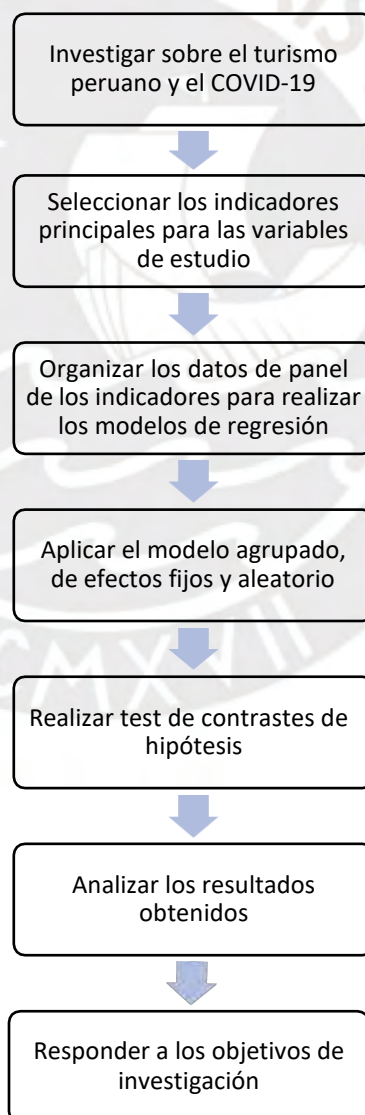 Investigar sobre el turismo
peruano y el COVID-19
Seleccionar los indicadores
principales para las variables
de estudio
Organizar los datos de panel
de los indicadores para realizar
los modelos de regresión
Aplicar el modelo agrupado,
de efectos fijos y aleatorio
CMXVII
Realizar test de contrastes de
hipótesis
Analizar los resultados
obtenidos
Responder a los objetivos de
investigación